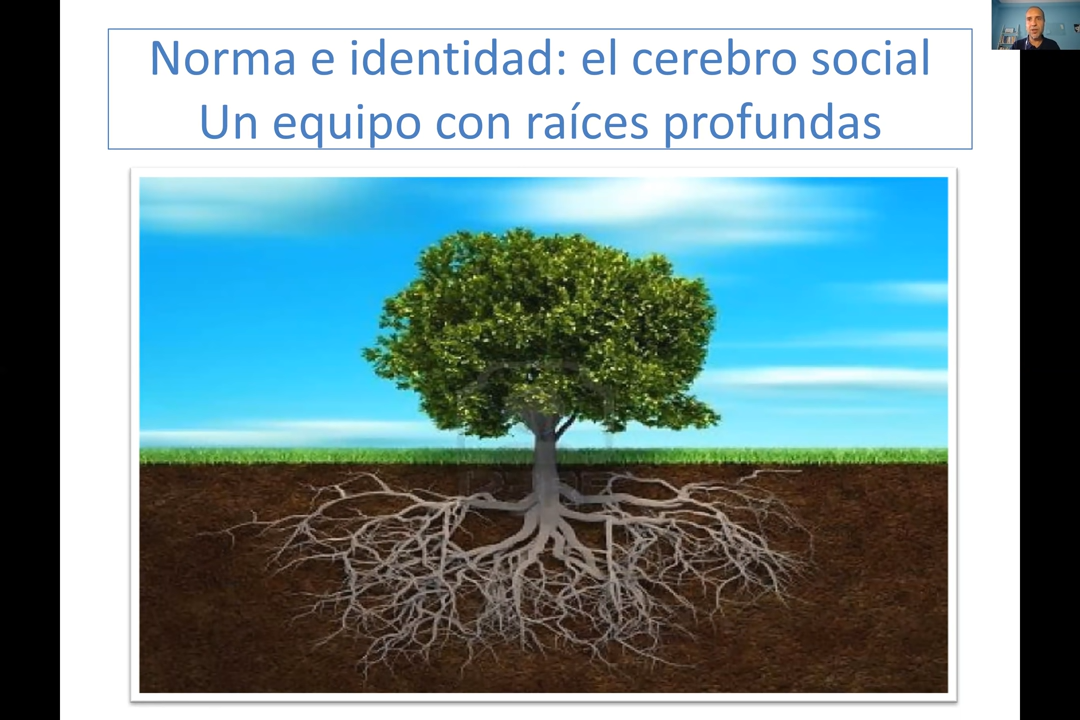 Norma e identidad: el cerebro social
Un equipo con raíces profundas